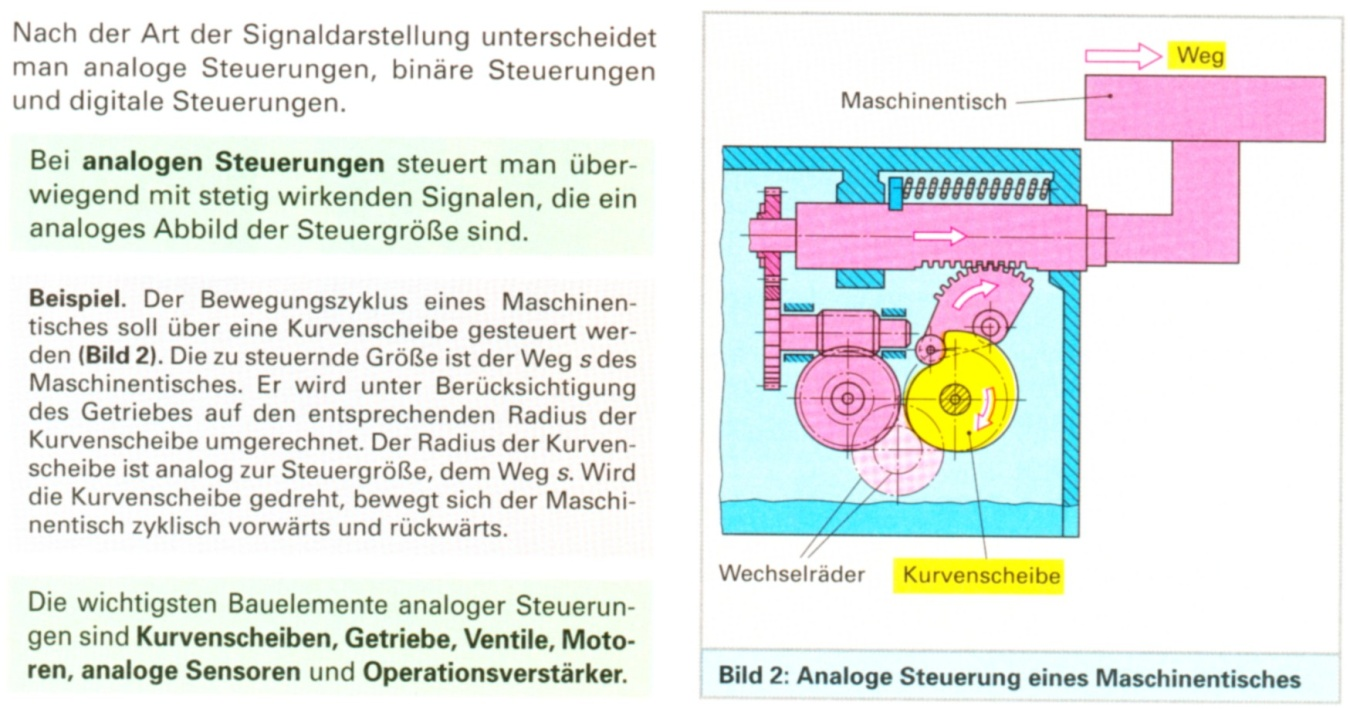 Nach der Art der Signaldarstellung unterscheidet
man analoge Steuerungen, binäre Steuerungen
und digitale Steuerungen.
Bei analogen Steuerungen steuert man über-
wiegend mit stetig wirkenden Signalen, die ein
analoges Abbild der Steuergröße sind.
Beispiel. Der Bewegungszyklus eines Maschinen-
tisches soll über eine Kurvenscheibe gesteuert wer-
den (Bild 2). Die zu steuernde Größe ist der Weg s des
Maschinentisches. Er wird unter Berücksichtigung
des Getriebes auf den entsprechenden Radius der
Kurvenscheibe umgerechnet. Der Radius der Kurven-
scheibe ist analog zur Steuergröße, dem Weg s. Wird
die Kurvenscheibe gedreht, bewegt sich der Maschi-
nentisch zyklisch vorwärts und rückwärts.
Die wichtigsten Bauelemente analoger Steuerun-
gen sind Kurvenscheiben, Getriebe, Ventile, Moto-
ren, analoge Sensoren und Operationsverstärker.
Weg
Maschinentisch
Wechselräder
Kurvenscheibe
Bild 2: Analoge Steuerung eines Maschinentisches